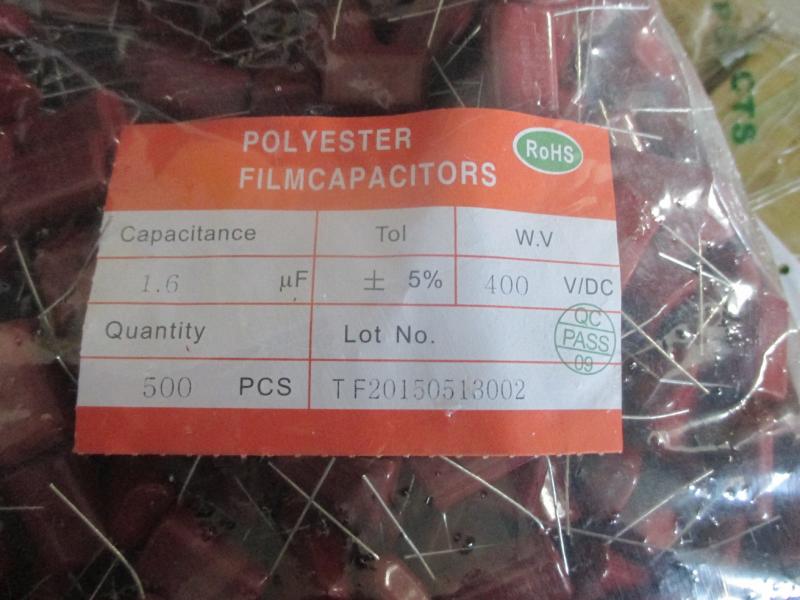 POLYESTER
FILMCAPACITORS
RoHS
Capacitance Tol W.V
1.6 µF ± 5% 400 V/DC
Quantity Lot No.
QC
PASS
09
500 PCS TF20150513002
CTS